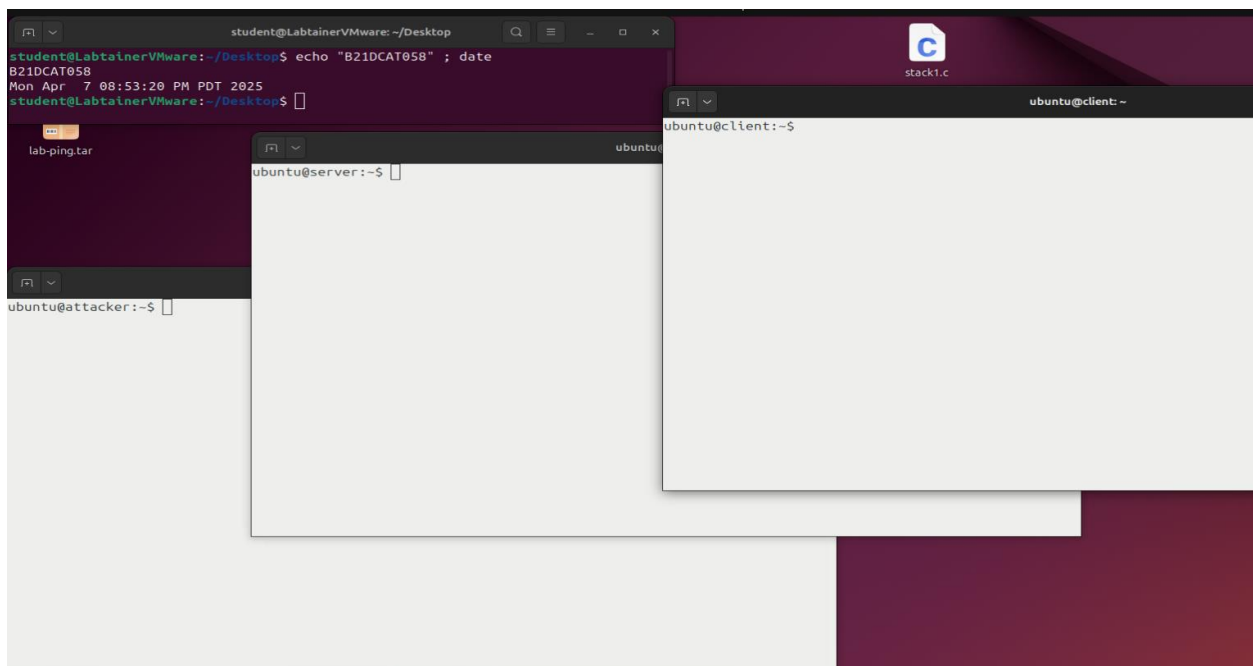 student@LabtainerVMware: ~/Desktop
student@LabtainerVMware:~/Desktop$ echo "B21DCAT058" ; date
B21DCAT058
Mon Apr  7 08:53:20 PM PDT 2025
student@LabtainerVMware:~/Desktop$
C
stack1.c
ubuntu@client: ~
ubuntu@client:~$
lab-ping.tar
ubuntu@
ubuntu@server:~$
ubuntu@attacker:~$